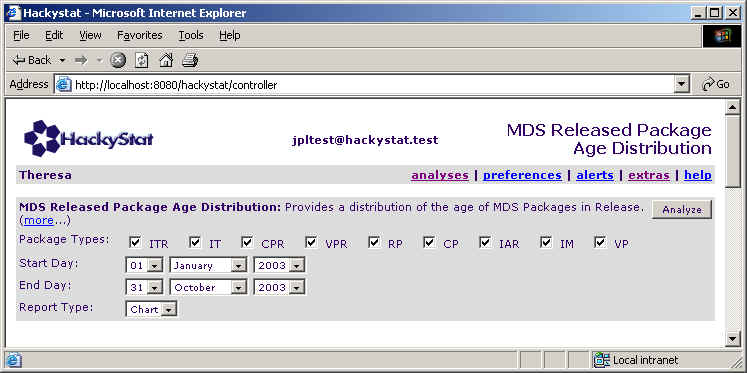 Hackystat - Microsoft Internet Explorer
File Edit View Favorites Tools Help
Back
Address http://localhost:8080/hackystat/controller Go
HackyStat jpltest@hackystat.test MDS Released Package
Age Distribution
Theresa analyses | preferences | alerts | extras | help
MDS Released Package Age Distribution: Provides a distribution of the age of MDS Packages in Release. Analyze
(more...)
Package Types: ITR IT CPR VPR RP CP IAR IM VP
Start Day: 01 January 2003
End Day: 31 October 2003
Report Type: Chart
Local intranet